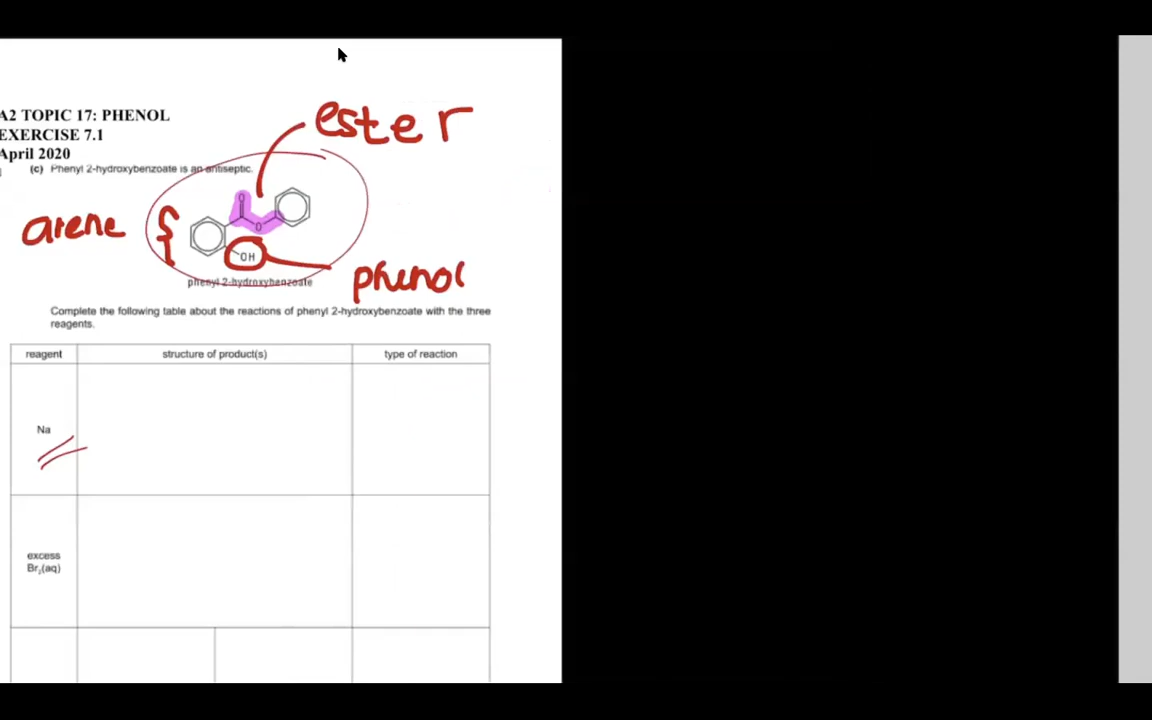 A2 TOPIC 17: PHENOL
EXERCISE 7.1
April 2020
(c) Phenyl 2-hydroxybenzoate is an antiseptic.
ester
arene
O
O
OH
phenol
phenyl 2-hydroxybenzoate
Complete the following table about the reactions of phenyl 2-hydroxybenzoate with the three
reagents.
reagent structure of product(s) type of reaction
Na
excess
Br₂(aq)